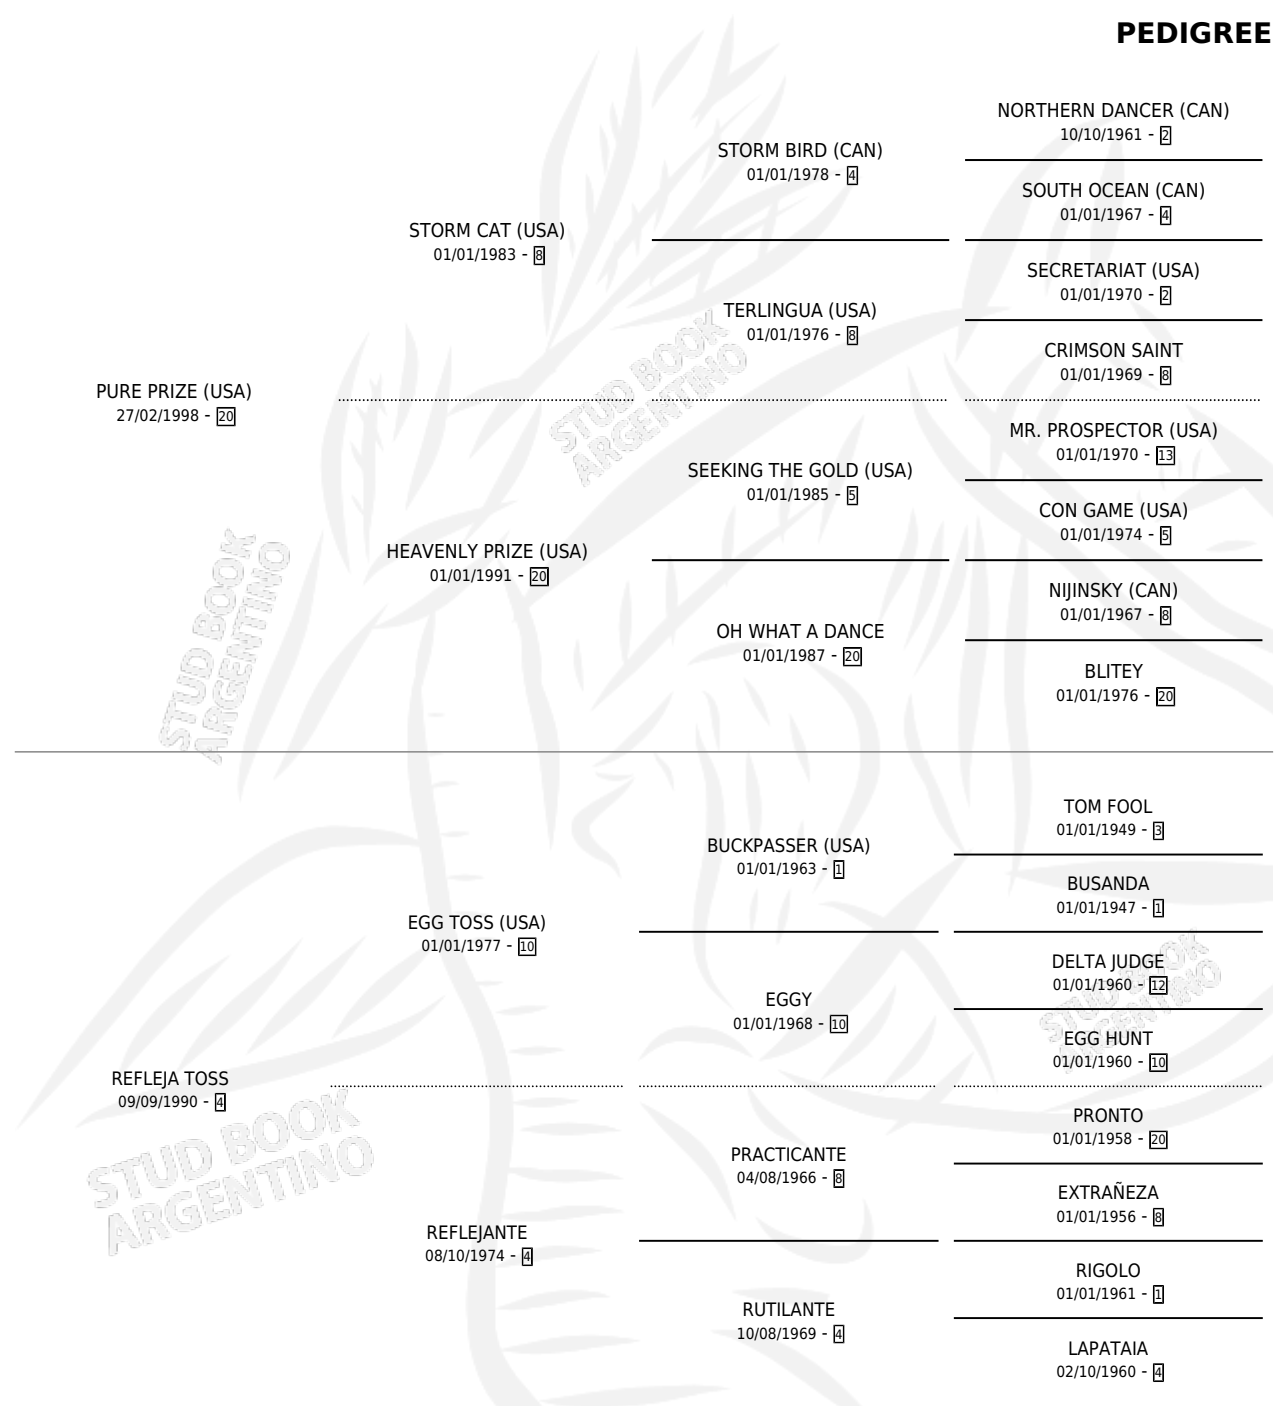 PEDIGREE
NORTHERN DANCER (CAN)
10/10/1961 - 2
STORM BIRD (CAN)
01/01/1978 - 4
SOUTH OCEAN (CAN)
01/01/1967 - 4
STORM CAT (USA)
01/01/1983 - 8
SECRETARIAT (USA)
01/01/1970 - 2
TERLINGUA (USA)
01/01/1976 - 8
CRIMSON SAINT
01/01/1969 - 8
PURE PRIZE (USA)
27/02/1998 - 20
STUD BOOK
ARGENTINO
MR. PROSPECTOR (USA)
01/01/1970 - 13
SEEKING THE GOLD (USA)
01/01/1985 - 5
CON GAME (USA)
01/01/1974 - 5
HEAVENLY PRIZE (USA)
01/01/1991 - 20
NIJINSKY (CAN)
01/01/1967 - 8
OH WHAT A DANCE
01/01/1987 - 20
BLITEY
01/01/1976 - 20
STUD BOOK
ARGENTINO
TOM FOOL
01/01/1949 - 3
BUCKPASSER (USA)
01/01/1963 - 1
BUSANDA
01/01/1947 - 1
EGG TOSS (USA)
01/01/1977 - 10
DELTA JUDGE
01/01/1960 - 12
STUD BOOK
ARGENTINO
EGGY
01/01/1968 - 10
EGG HUNT
01/01/1960 - 10
REFLEJA TOSS
09/09/1990 - 4
STUD BOOK
ARGENTINO
PRONTO
01/01/1958 - 20
PRACTICANTE
04/08/1966 - 8
EXTRAÑEZA
01/01/1956 - 8
REFLEJANTE
08/10/1974 - 4
RIGOLO
01/01/1961 - 1
RUTILANTE
10/08/1969 - 4
LAPATAIA
02/10/1960 - 4